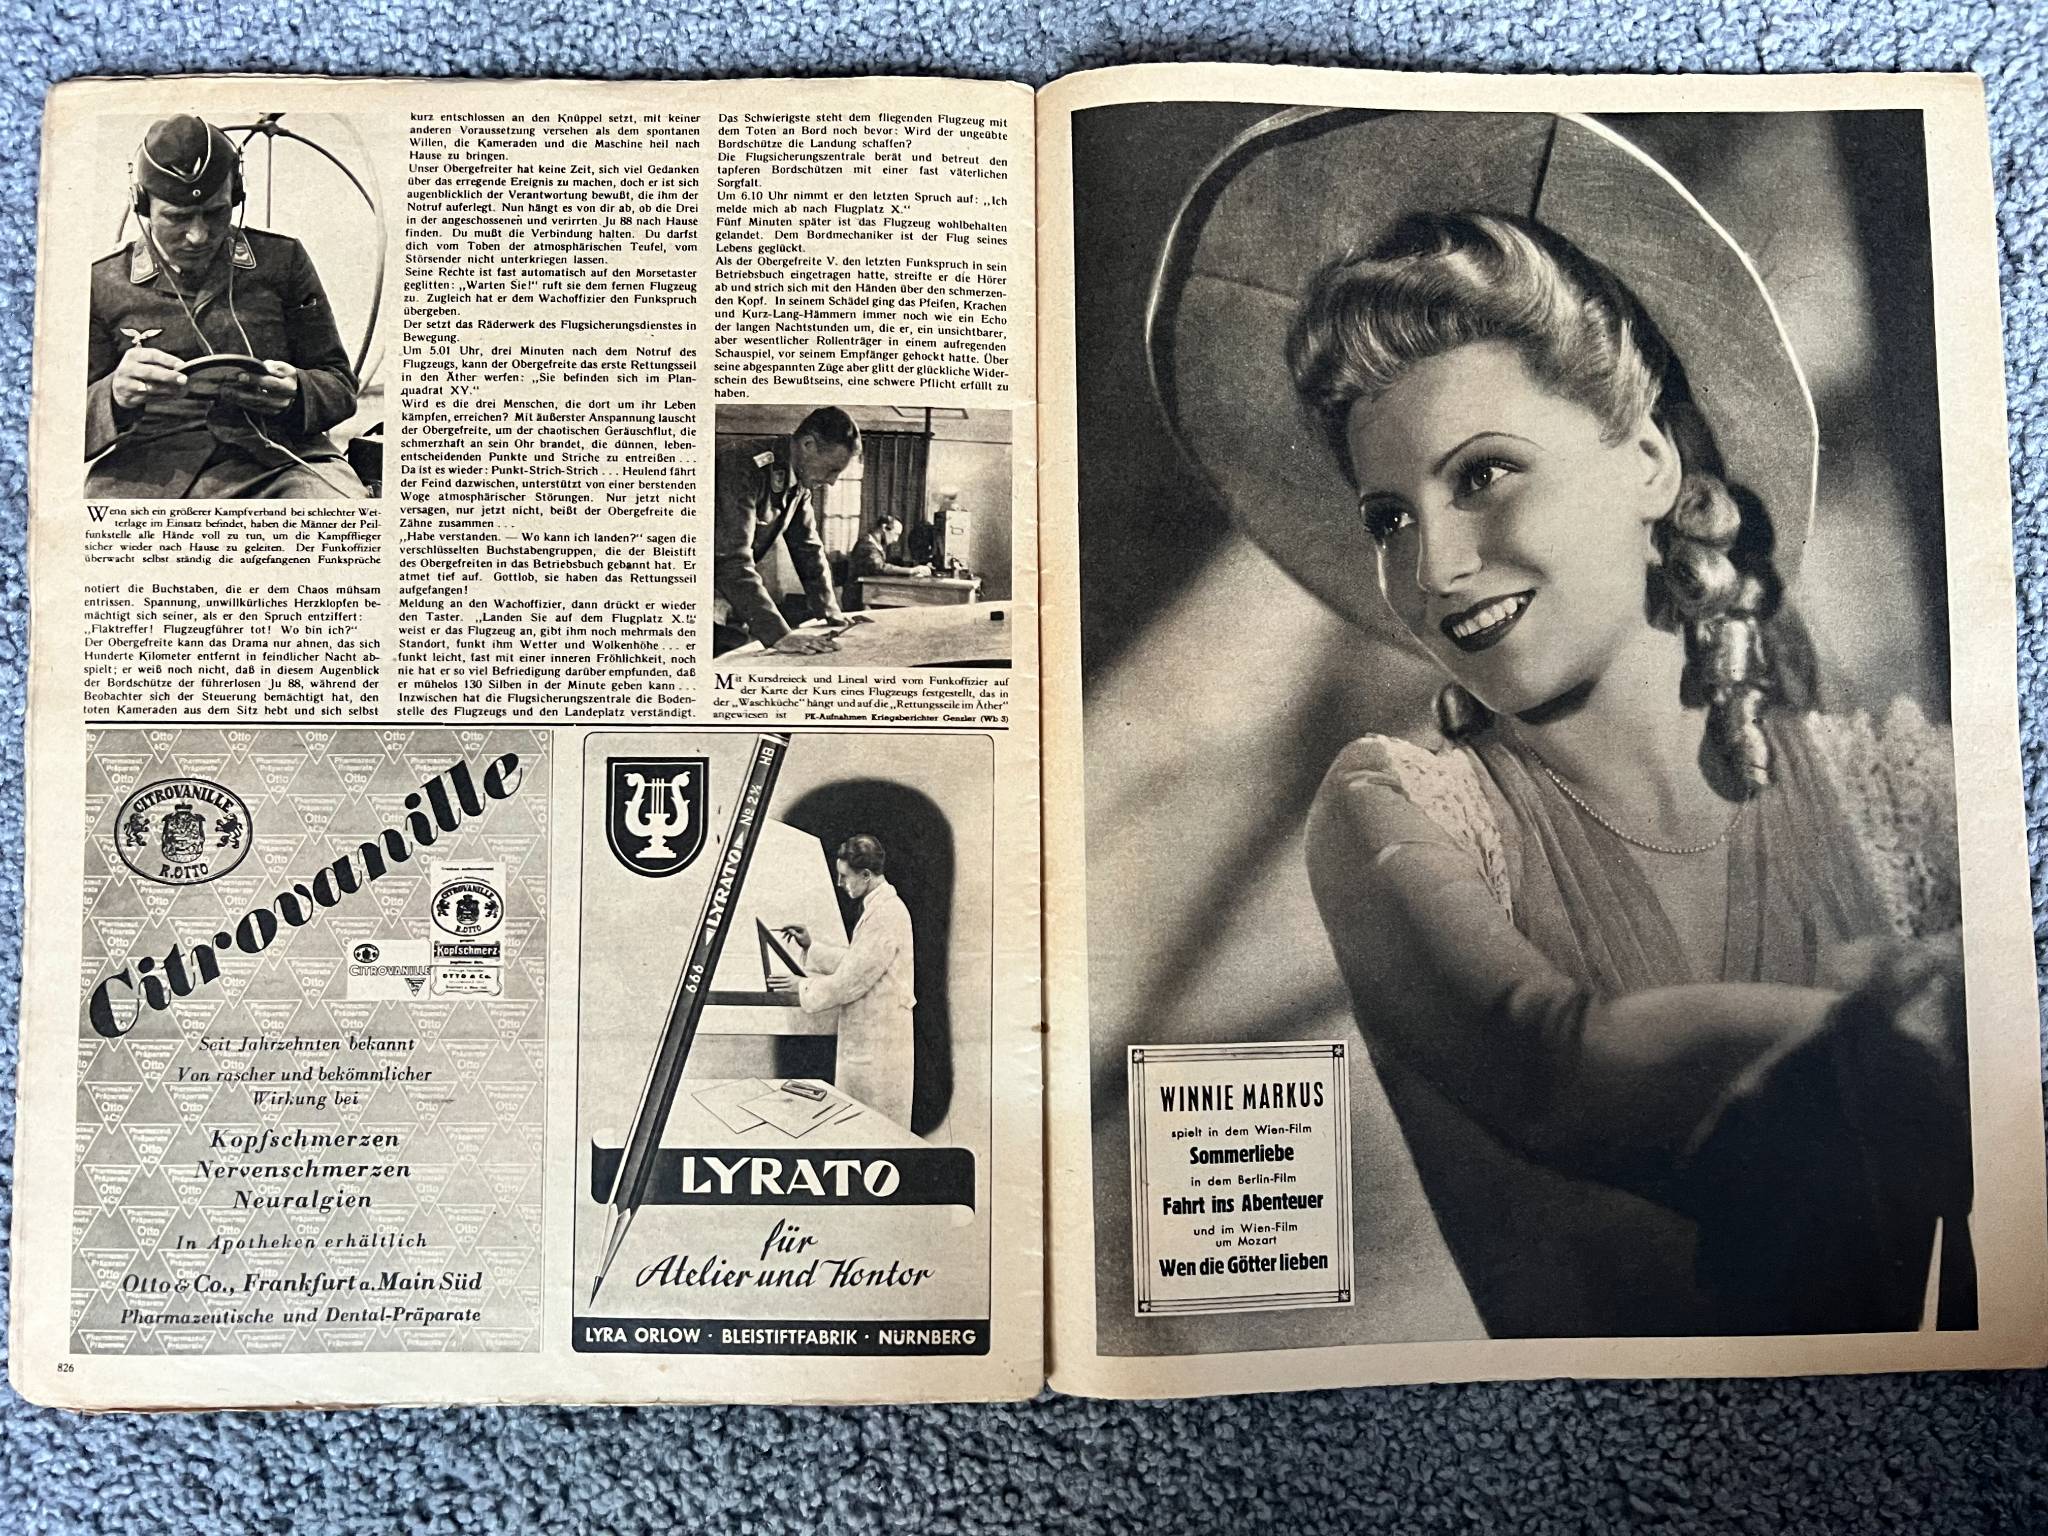 Wenn sich ein größerer Kampfverband bei schlechter Wet-
terlage im Einsatz befindet, haben die Männer der Peil-
funkstelle alle Hände voll zu tun, um die Kampfflieger
sicher wieder nach Hause zu geleiten. Der Funkoffizier
überwacht selbst ständig die aufgefangenen Funksprüche
notiert die Buchstaben, die er dem Chaos mühsam
entrissen. Spannung, unwillkürliches Herzklopfen be-
mächtigt sich seiner, als er den Spruch entziffert:
„Flaktreffer! Flugzeugführer tot! Wo bin ich?“
Der Obergefreite kann das Drama nur ahnen, das sich
Hunderte Kilometer entfernt in feindlicher Nacht ab-
spielt; er weiß noch nicht, daß in diesem Augenblick
der Bordschütze der führerlosen Ju 88, während der
Beobachter sich der Steuerung bemächtigt hat, den
toten Kameraden aus dem Sitz hebt und sich selbst
kurz entschlossen an den Knüppel setzt, mit keiner
anderen Voraussetzung versehen als dem spontanen
Willen, die Kameraden und die Maschine heil nach
Hause zu bringen.
Unser Obergefreiter hat keine Zeit, sich viel Gedanken
über das erregende Ereignis zu machen, doch er ist sich
augenblicklich der Verantwortung bewußt, die ihm der
Notruf auferlegt. Nun hängt es von dir ab, ob die Drei
in der angeschossenen und verirrten Ju 88 nach Hause
finden. Du mußt die Verbindung halten. Du darfst
dich vom Toben der atmosphärischen Teufel, vom
Störsender nicht unterkriegen lassen.
Seine Rechte ist fast automatisch auf den Morsetaster
geglitten: „Warten Sie!“ ruft sie dem fernen Flugzeug
zu. Zugleich hat er dem Wachoffizier den Funkspruch
übergeben.
Der setzt das Räderwerk des Flugsicherungsdienstes in
Bewegung.
Um 5.01 Uhr, drei Minuten nach dem Notruf des
Flugzeugs, kann der Obergefreite das erste Rettungsseil
in den Äther werfen: „Sie befinden sich im Plan-
quadrat XY.“
Wird es die drei Menschen, die dort um ihr Leben
kämpfen, erreichen? Mit äußerster Anspannung lauscht
der Obergefreite, um der chaotischen Geräuschflut, die
schmerzhaft an sein Ohr brandet, die dünnen, leben-
entscheidenden Punkte und Striche zu entreißen ...
Da ist es wieder: Punkt-Strich-Strich ... Heulend fährt
der Feind dazwischen, unterstützt von einer berstenden
Woge atmosphärischer Störungen. Nur jetzt nicht
versagen, nur jetzt nicht, beißt der Obergefreite die
Zähne zusammen ...
„Habe verstanden. — Wo kann ich landen?“ sagen die
verschlüsselten Buchstabengruppen, die der Bleistift
des Obergefreiten in das Betriebsbuch gebannt hat. Er
atmet tief auf. Gottlob, sie haben das Rettungsseil
aufgefangen!
Meldung an den Wachoffizier, dann drückt er wieder
den Taster. „Landen Sie auf dem Flugplatz X.!“
weist er das Flugzeug an, gibt ihm noch mehrmals den
Standort, funkt ihm Wetter und Wolkenhöhe ... er
funkt leicht, fast mit einer inneren Fröhlichkeit, noch
nie hat er so viel Befriedigung darüber empfunden, daß
er mühelos 130 Silben in der Minute geben kann ...
Inzwischen hat die Flugsicherungszentrale die Boden-
stelle des Flugzeugs und den Landeplatz verständigt.
Das Schwierigste steht dem fliegenden Flugzeug mit
dem Toten an Bord noch bevor: Wird der ungeübte
Bordschütze die Landung schaffen?
Die Flugsicherungszentrale berät und betreut den
tapferen Bordschützen mit einer fast väterlichen
Sorgfalt.
Um 6.10 Uhr nimmt er den letzten Spruch auf: „Ich
melde mich ab nach Flugplatz X.“
Fünf Minuten später ist das Flugzeug wohlbehalten
gelandet. Dem Bordmechaniker ist der Flug seines
Lebens geglückt.
Als der Obergefreite V. den letzten Funkspruch in sein
Betriebsbuch eingetragen hatte, streifte er die Hörer
ab und strich sich mit den Händen über den schmerzen-
den Kopf. In seinem Schädel ging das Pfeifen, Krachen
und Kurz-Lang-Hämmern immer noch wie ein Echo
der langen Nachtstunden um, die er, ein unsichtbarer,
aber wesentlicher Rollenträger in einem aufregenden
Schauspiel, vor seinem Empfänger gehockt hatte. Über
seine abgespannten Züge aber glitt der glückliche Wider-
schein des Bewußtseins, eine schwere Pflicht erfüllt zu
haben.
Mit Kursdreieck und Lineal wird vom Funkoffizier auf
der Karte der Kurs eines Flugzeugs festgestellt, das in
der „Waschküche“ hängt und auf die „Rettungsseile im Äther“
angewiesen ist PK-Aufnahmen Kriegsberichter Genzler (Wb 3)
CITROVANILLE
R. OTTO
Citrovanille
CITROVANILLE
R. OTTO
Kopfschmerz
OTTO & Co.
CITROVANILLE
Seit Jahrzehnten bekannt
Von rascher und bekömmlicher
Wirkung bei
Kopfschmerzen
Nervenschmerzen
Neuralgien
In Apotheken erhältlich
Otto & Co., Frankfurt a. Main Süd
Pharmazeutische und Dental-Präparate
666 LYRATO No 2½ HB
LYRATO
für
Atelier und Kontor
LYRA ORLOW · BLEISTIFTFABRIK · NÜRNBERG
826
WINNIE MARKUS
spielt in dem Wien-Film
Sommerliebe
in dem Berlin-Film
Fahrt ins Abenteuer
und im Wien-Film
um Mozart
Wen die Götter lieben